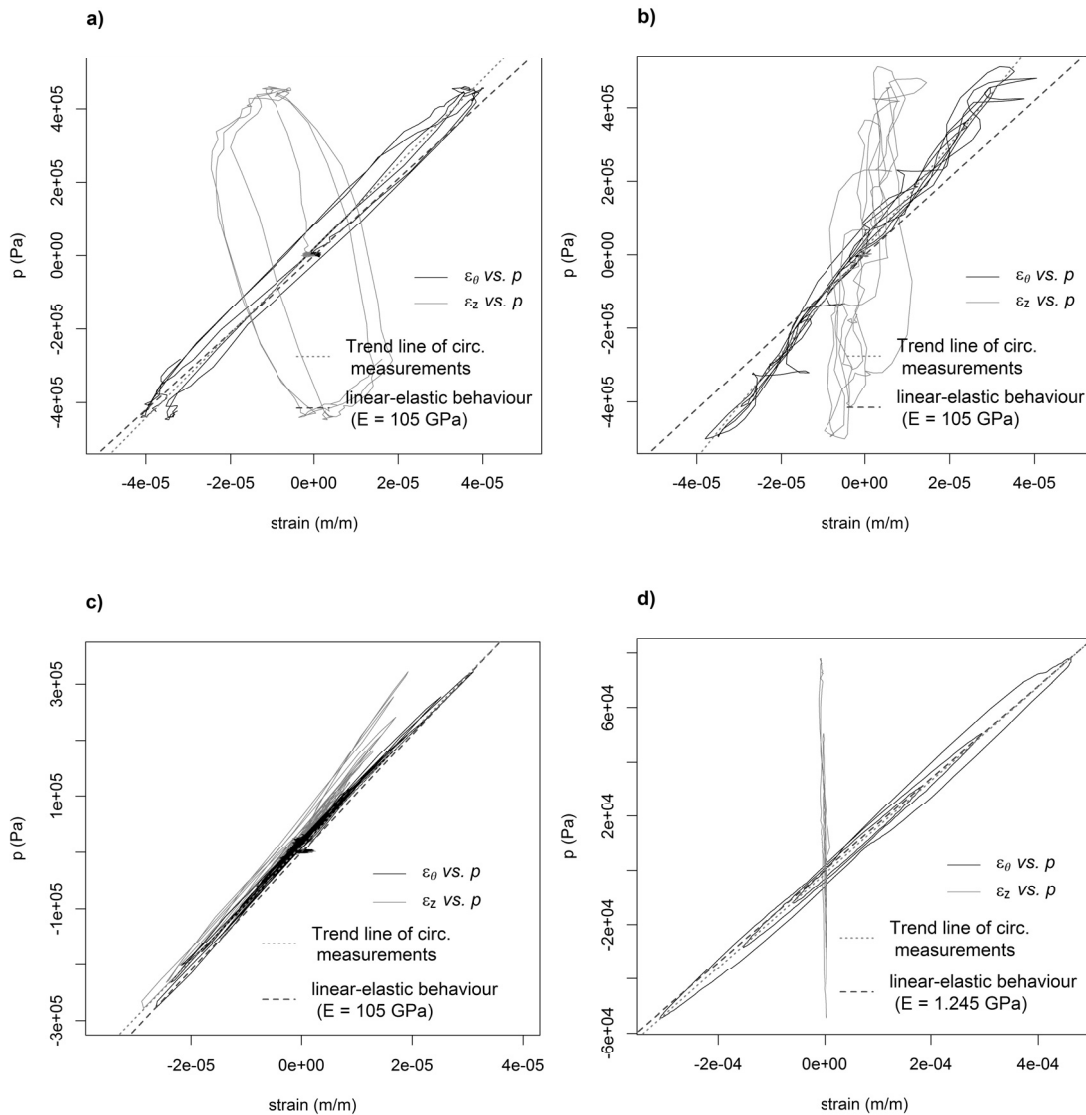 a)
4e+05
2e+05
0e+00
-2e+05
-4e+05
p (Pa)
εθ vs. p
εz vs. p
Trend line of circ.
measurements
linear-elastic behaviour
(E = 105 GPa)
-4e-05 -2e-05 0e+00 2e-05 4e-05
strain (m/m)
b)
4e+05
2e+05
0e+00
-2e+05
-4e+05
p (Pa)
εθ vs. p
εz vs. p
Trend line of circ.
measurements
linear-elastic behaviour
(E = 105 GPa)
-4e-05 -2e-05 0e+00 2e-05 4e-05
strain (m/m)
c)
3e+05
1e+05
-1e+05
-3e+05
p (Pa)
εθ vs. p
εz vs. p
Trend line of circ.
measurements
linear-elastic behaviour
(E = 105 GPa)
-2e-05 0e+00 2e-05 4e-05
strain (m/m)
d)
6e+04
2e+04
-2e+04
-6e+04
p (Pa)
εθ vs. p
εz vs. p
Trend line of circ.
measurements
linear-elastic behaviour
(E = 1.245 GPa)
-2e-04 0e+00 2e-04 4e-04
strain (m/m)